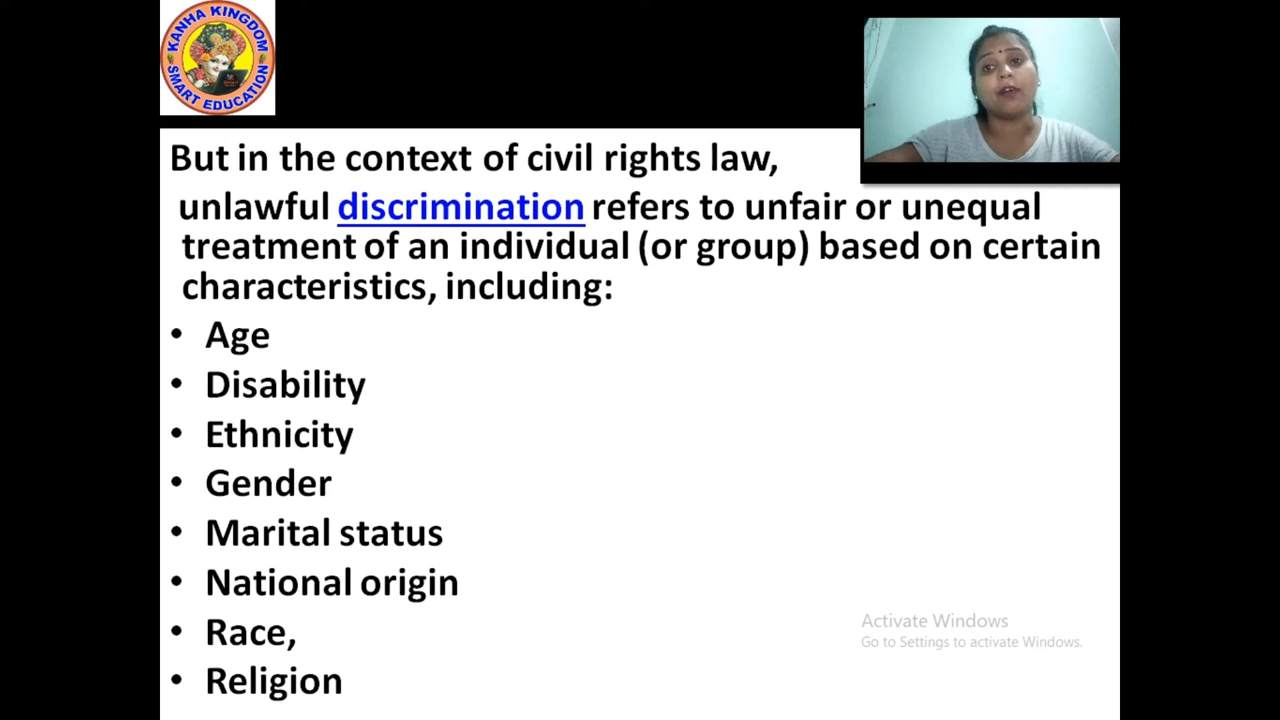 KANHA KINGDOM
SMART EDUCATION
But in the context of civil rights law,
unlawful discrimination refers to unfair or unequal
treatment of an individual (or group) based on certain
characteristics, including:
• Age
• Disability
• Ethnicity
• Gender
• Marital status
• National origin
• Race,
• Religion
Activate Windows
Go to Settings to activate Windows.